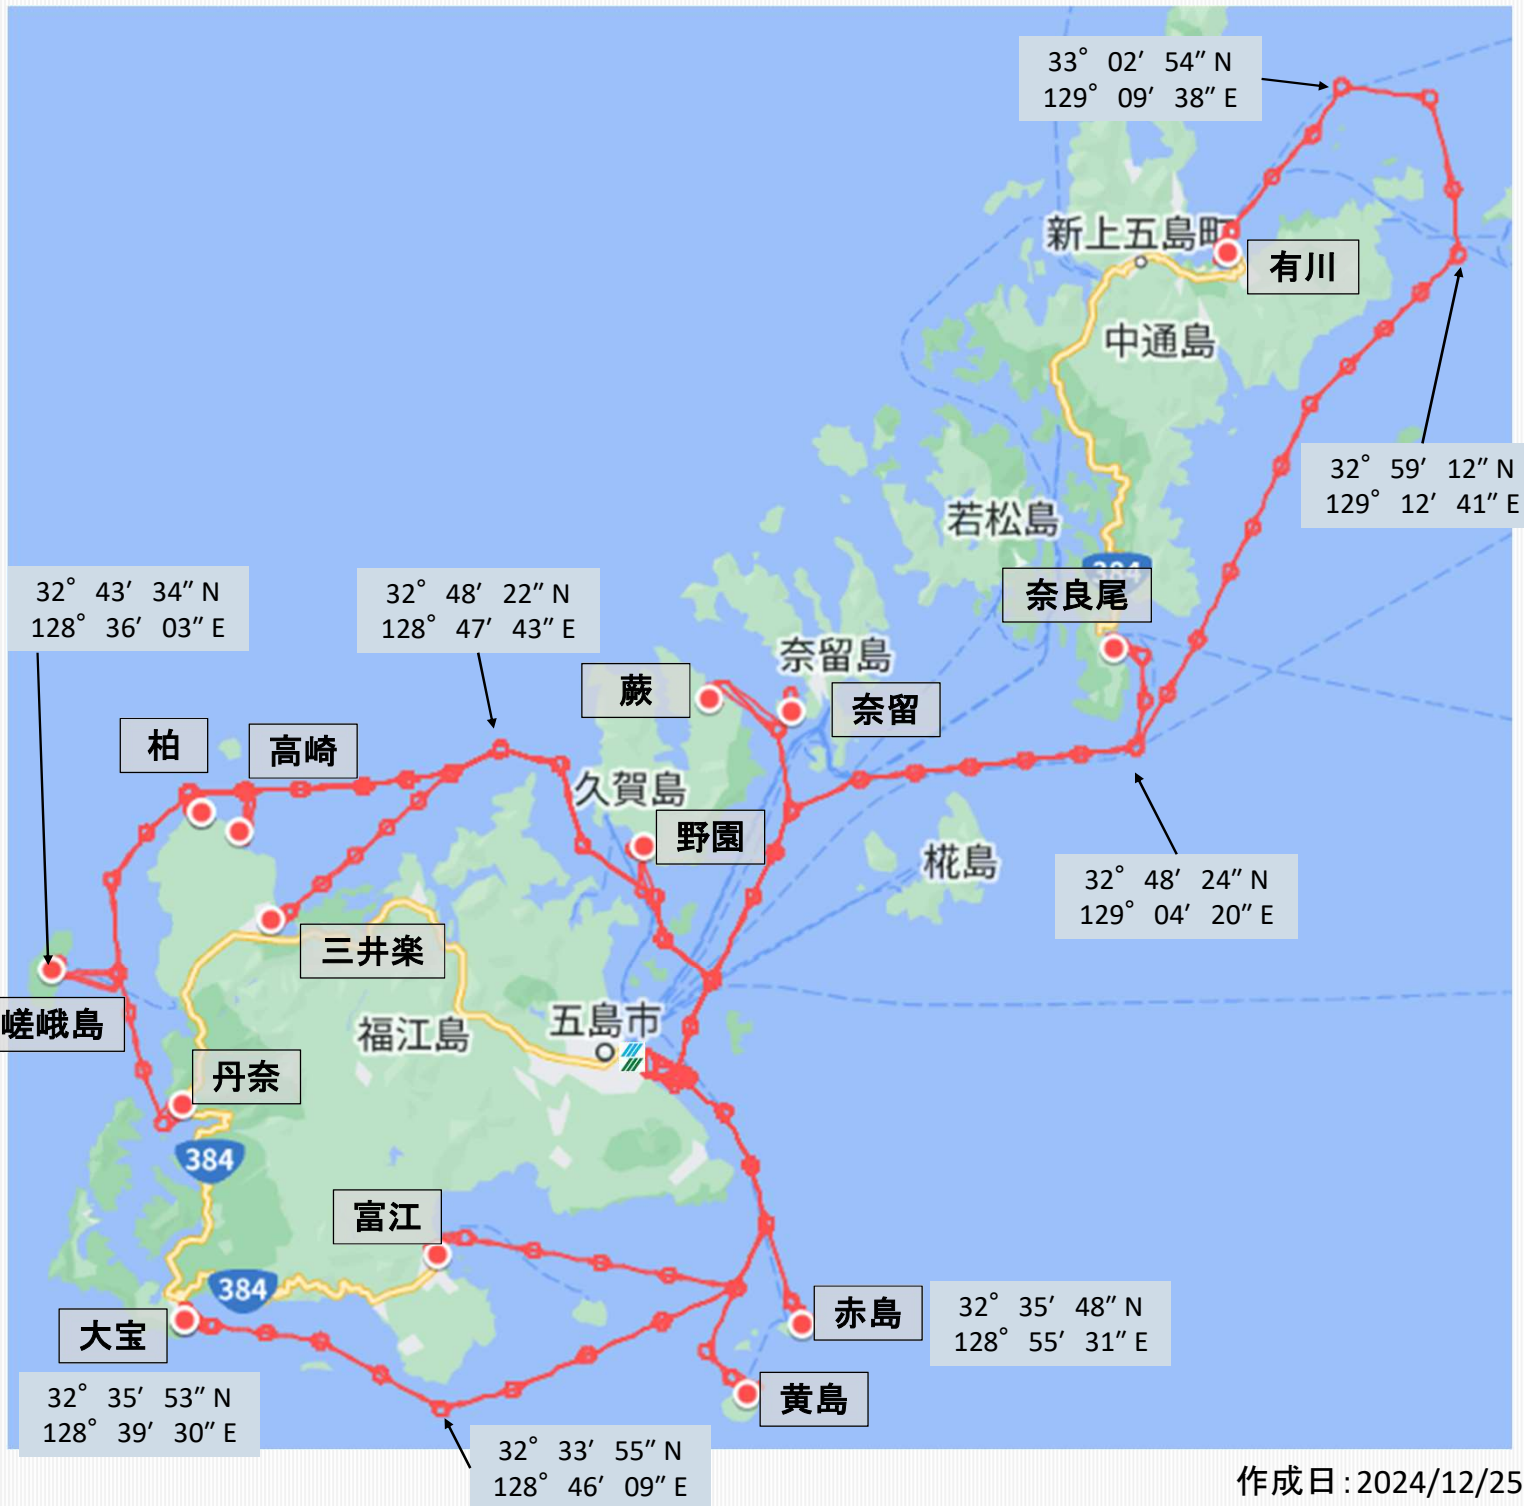 33° 02′ 54″ N
129° 09′ 38″ E
新上五島町
有川
中通島
32° 59′ 12″ N
129° 12′ 41″ E
若松島
384
奈良尾
32° 43′ 34″ N
128° 36′ 03″ E
32° 48′ 22″ N
128° 47′ 43″ E
奈留島
蕨
奈留
柏
高崎
久賀島
野園
椛島
32° 48′ 24″ N
129° 04′ 20″ E
三井楽
嵯峨島
福江島
五島市
丹奈
384
富江
384
大宝
赤島
32° 35′ 48″ N
128° 55′ 31″ E
黄島
32° 35′ 53″ N
128° 39′ 30″ E
32° 33′ 55″ N
128° 46′ 09″ E
作成日:2024/12/25